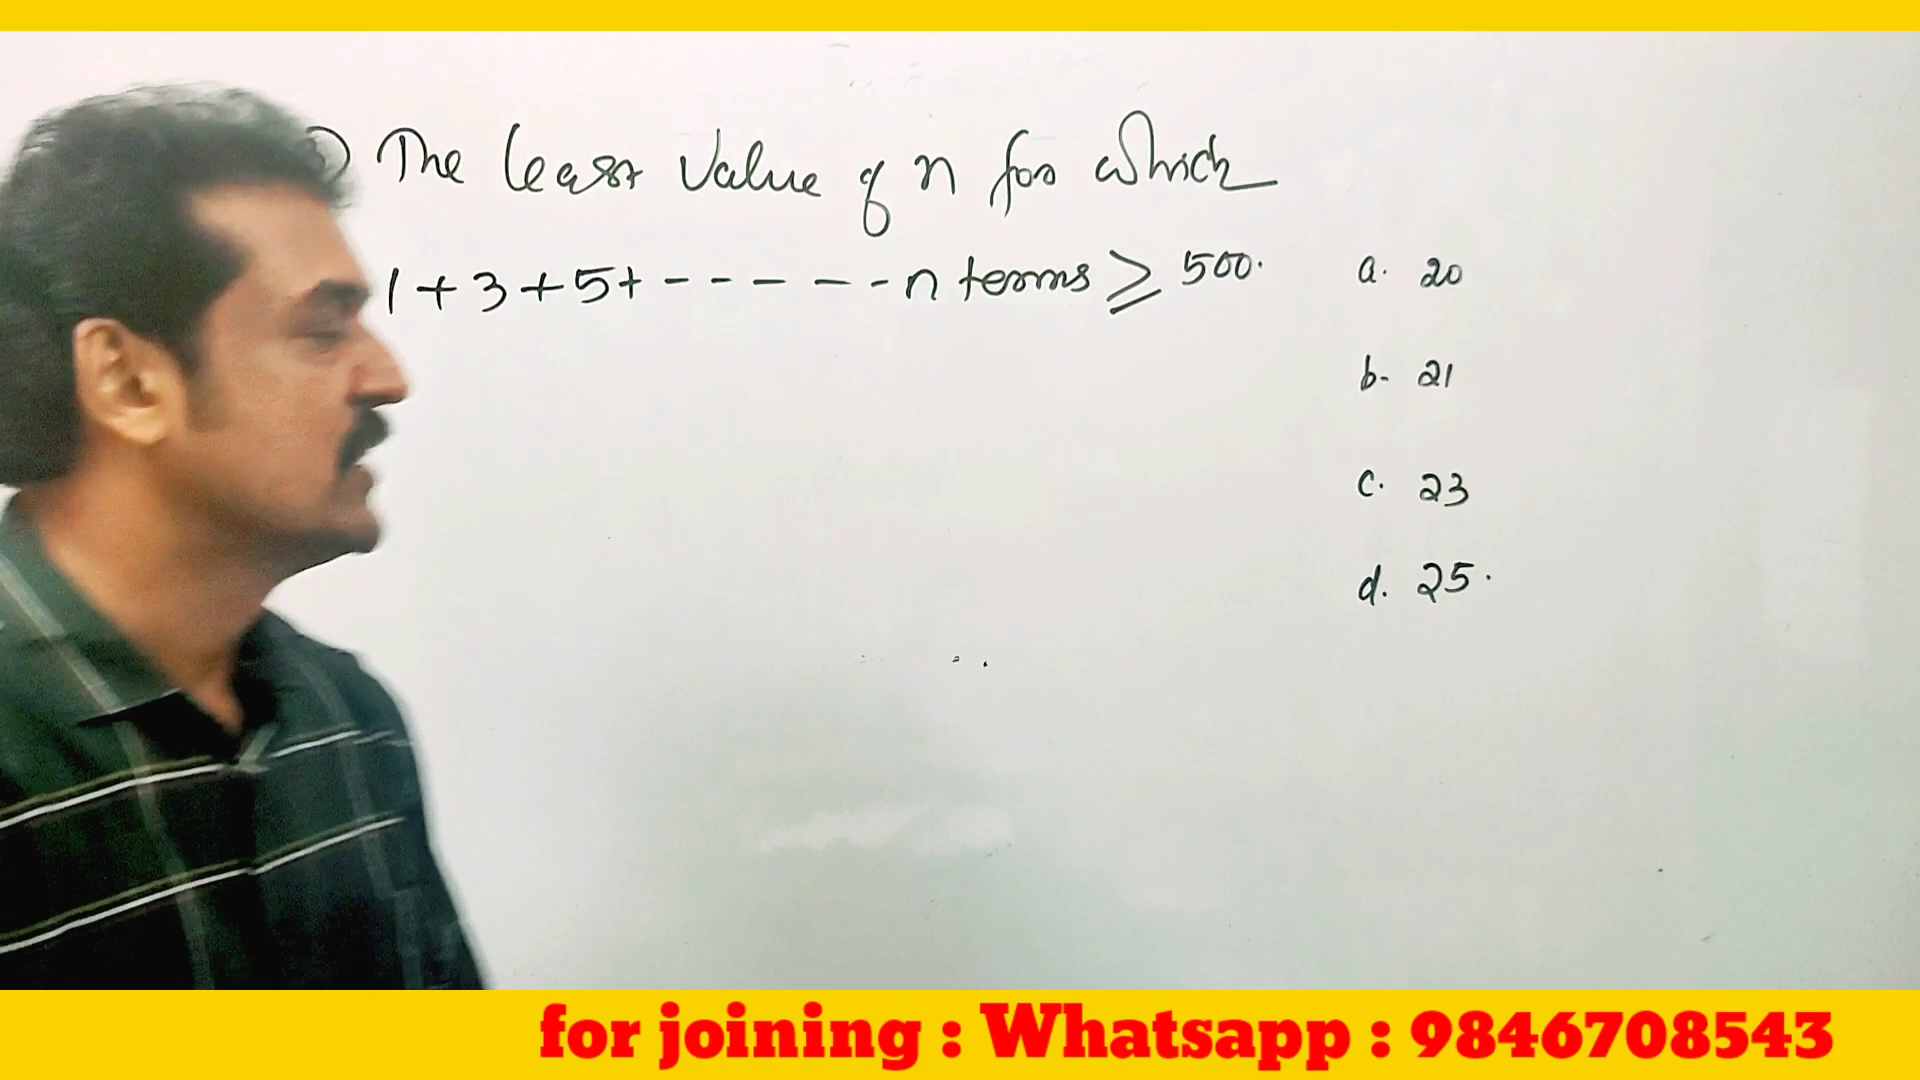 ) The least value of n for which
1 + 3 + 5 + - - - - - - n terms ≥ 500.
a. 20
b. 21
c. 23
d. 25.
for joining : Whatsapp : 9846708543